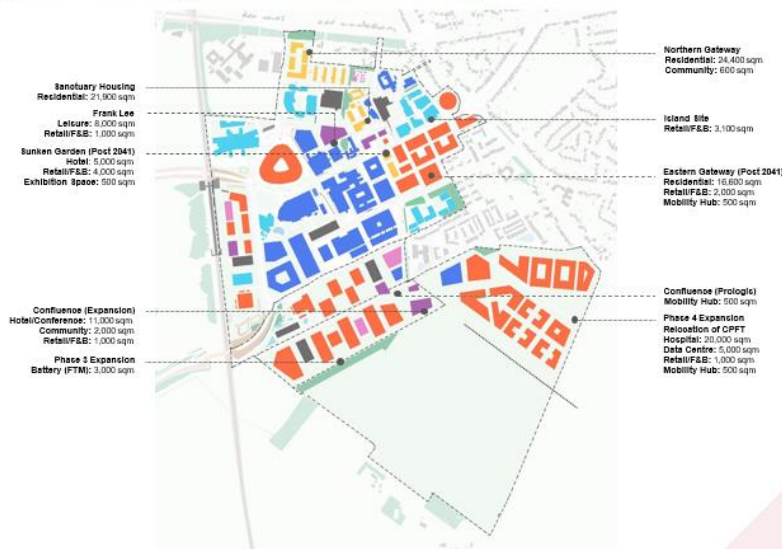 Sanctuary Housing
Residential: 21,900 sqm
Frank Lee
Leisure: 8,000 sqm
Retail/F&B: 1,000 sqm
Sunken Garden (Post 2041)
Hotel: 5,000 sqm
Retail/F&B: 4,000 sqm
Exhibition Space: 500 sqm
Confluence (Expansion)
Hotel/Conference: 11,000 sqm
Community: 2,000 sqm
Retail/F&B: 1,000 sqm
Phase 3 Expansion
Battery (FTM): 3,000 sqm
Northern Gateway
Residential: 24,400 sqm
Community: 600 sqm
Island Site
Retail/F&B: 3,100 sqm
Eastern Gateway (Post 2041)
Residential: 16,600 sqm
Retail/F&B: 2,000 sqm
Mobility Hub: 500 sqm
Confluence (Prologis)
Mobility Hub: 500 sqm
Phase 4 Expansion
Relocation of CPFT
Hospital: 20,000 sqm
Data Centre: 5,000 sqm
Retail/F&B: 1,000 sqm
Mobility Hub: 500 sqm